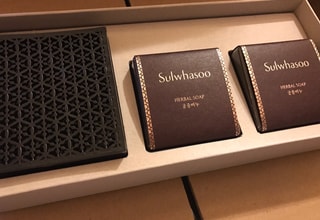 Sulwhasoo
HERBAL SOAP
궁중비누
Sulwhasoo
HERBAL SOAP
궁중비누